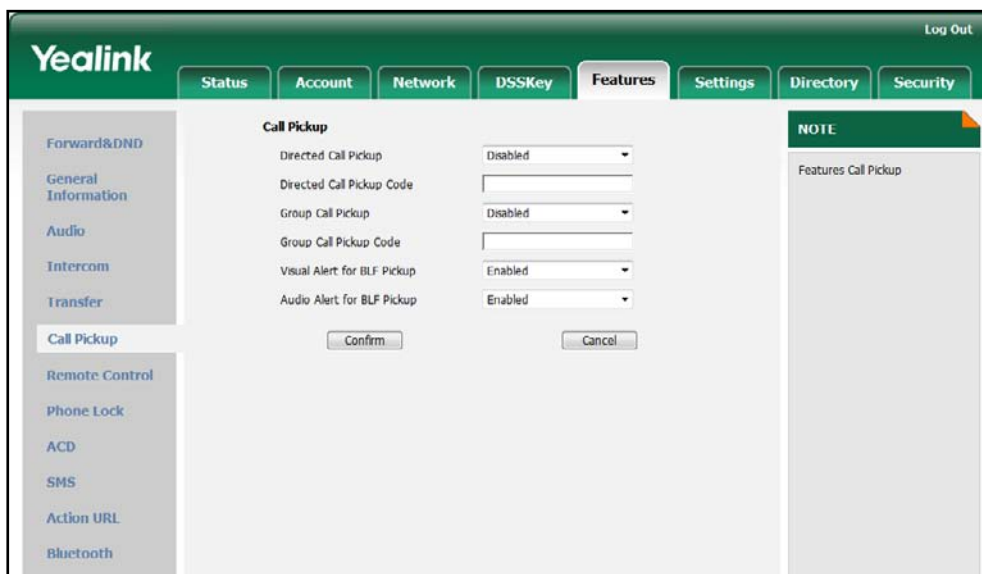 Log Out
Yealink
Status Account Network DSSKey Features Settings Directory Security
Forward&DND
General
Information
Audio
Intercom
Transfer
Call Pickup
Remote Control
Phone Lock
ACD
SMS
Action URL
Bluetooth
Call Pickup
Directed Call Pickup Disabled
Directed Call Pickup Code
Group Call Pickup Disabled
Group Call Pickup Code
Visual Alert for BLF Pickup Enabled
Audio Alert for BLF Pickup Enabled
Confirm Cancel
NOTE
Features Call Pickup